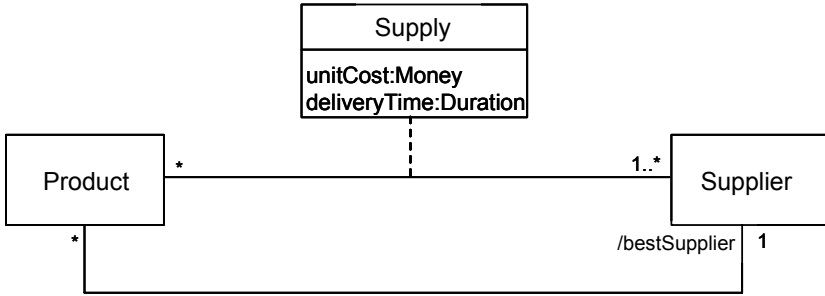 Supply
unitCost:Money
deliveryTime:Duration
* 1..*
Product Supplier
* /bestSupplier 1